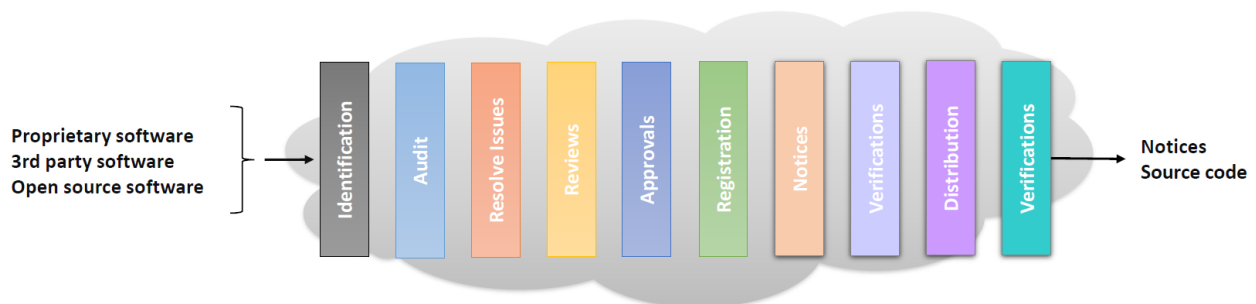 Proprietary software
3rd party software
Open source software
Identification
Audit
Resolve Issues
Reviews
Approvals
Registration
Notices
Verifications
Distribution
Verifications
Notices
Source code